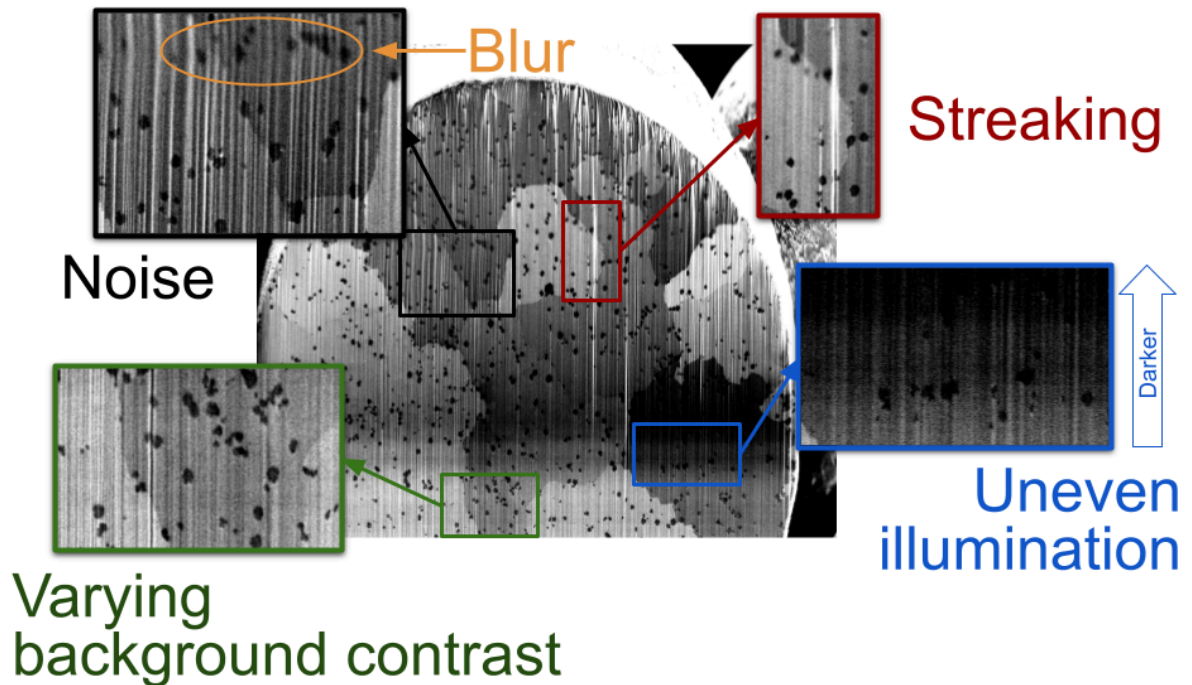 Blur
Streaking
Noise
Darker
Uneven
illumination
Varying
background contrast